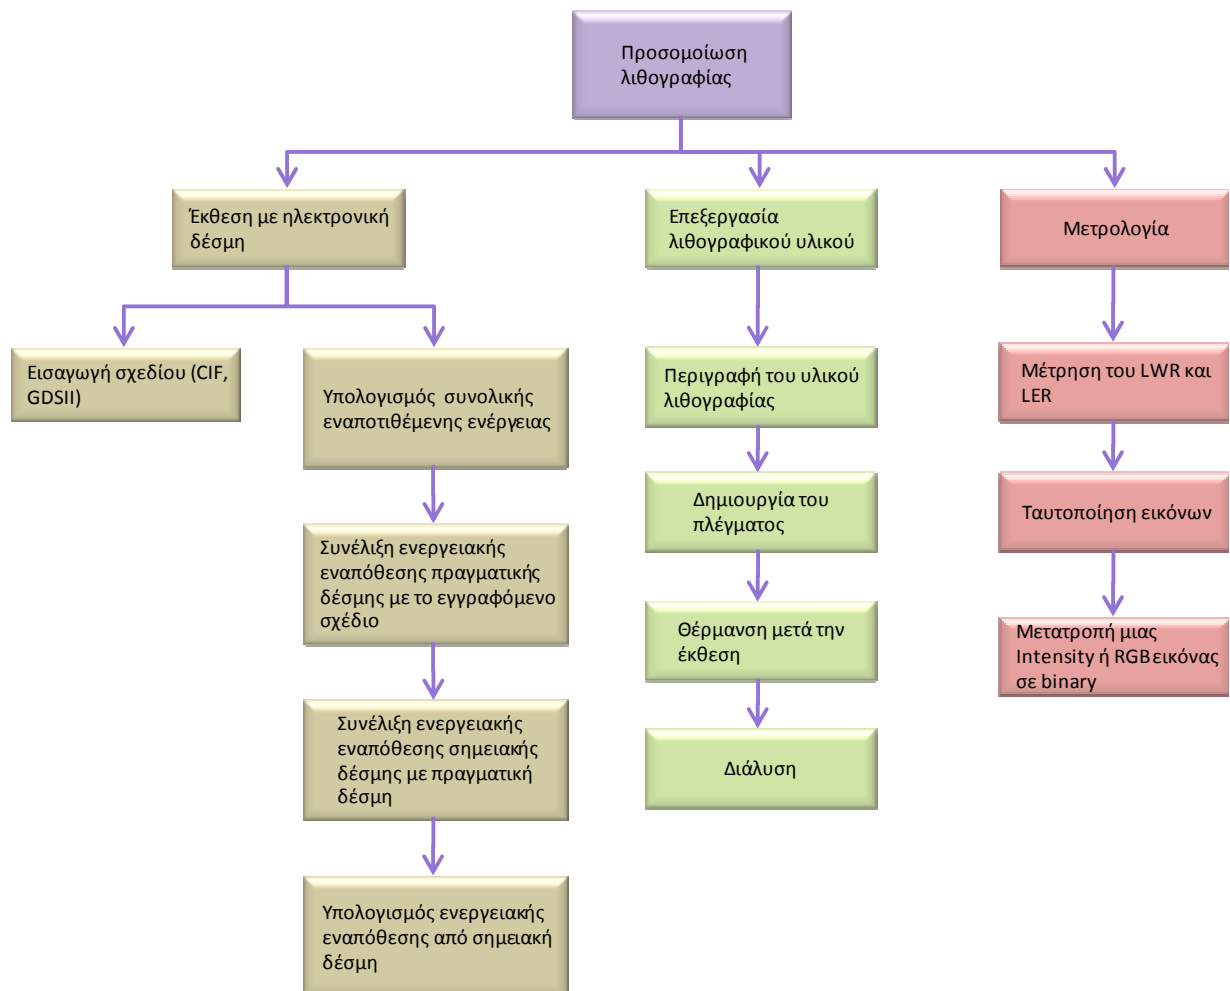 Προσομοίωση
λιθογραφίας
Έκθεση με ηλεκτρονική
δέσμη
Επεξεργασία
λιθογραφικού υλικού
Μετρολογία
Εισαγωγή σχεδίου (CIF,
GDSII)
Υπολογισμός συνολικής
εναποτιθέμενης ενέργειας
Περιγραφή του υλικού
λιθογραφίας
Μέτρηση του LWR και
LER
Συνέλιξη ενεργειακής
εναπόθεσης πραγματικής
δέσμης με το εγγραφόμενο
σχέδιο
Δημιουργία του
πλέγματος
Ταυτοποίηση εικόνων
Θέρμανση μετά την
έκθεση
Μετατροπή μιας
Intensity ή RGB εικόνας
σε binary
Συνέλιξη ενεργειακής
εναπόθεσης σημειακής
δέσμης με πραγματική
δέσμη
Διάλυση
Υπολογισμός ενεργειακής
εναπόθεσης από σημειακή
δέσμη